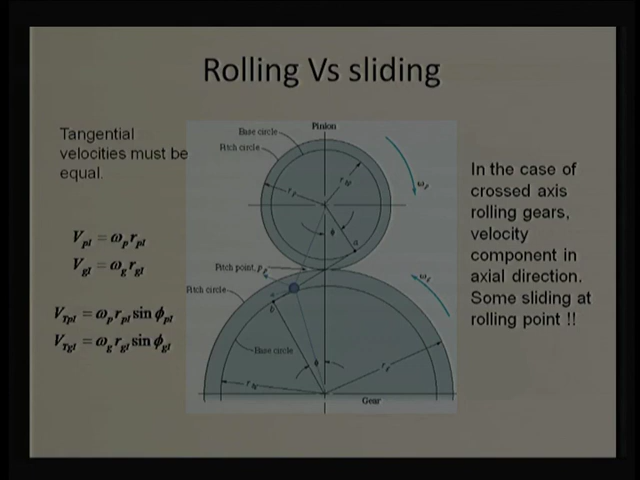 Rolling Vs sliding
Tangential
velocities must be
equal.
V_pl = ω_p r_pl
V_gl = ω_g r_gl
V_Tpl = ω_p r_pl sin ϕ_pl
V_Tgl = ω_g r_gl sin ϕ_gl
Pinion
Base circle
Pitch circle
ϕ
a
Pitch point, P
Pitch circle
b
Base circle
ϕ
Gear
In the case of
crossed axis
rolling gears,
velocity
component in
axial direction.
Some sliding at
rolling point !!